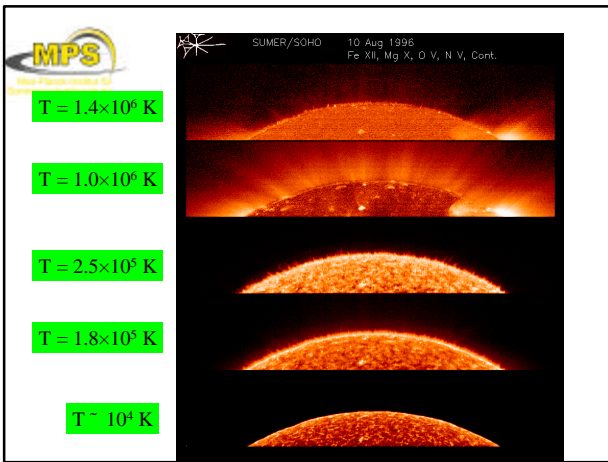 MPS
SUMER/SOHO 10 Aug 1996
Fe XII, Mg X, O V, N V, Cont.
T = 1.4×10⁶ K
T = 1.0×10⁶ K
T = 2.5×10⁵ K
T = 1.8×10⁵ K
T ~ 10⁴ K